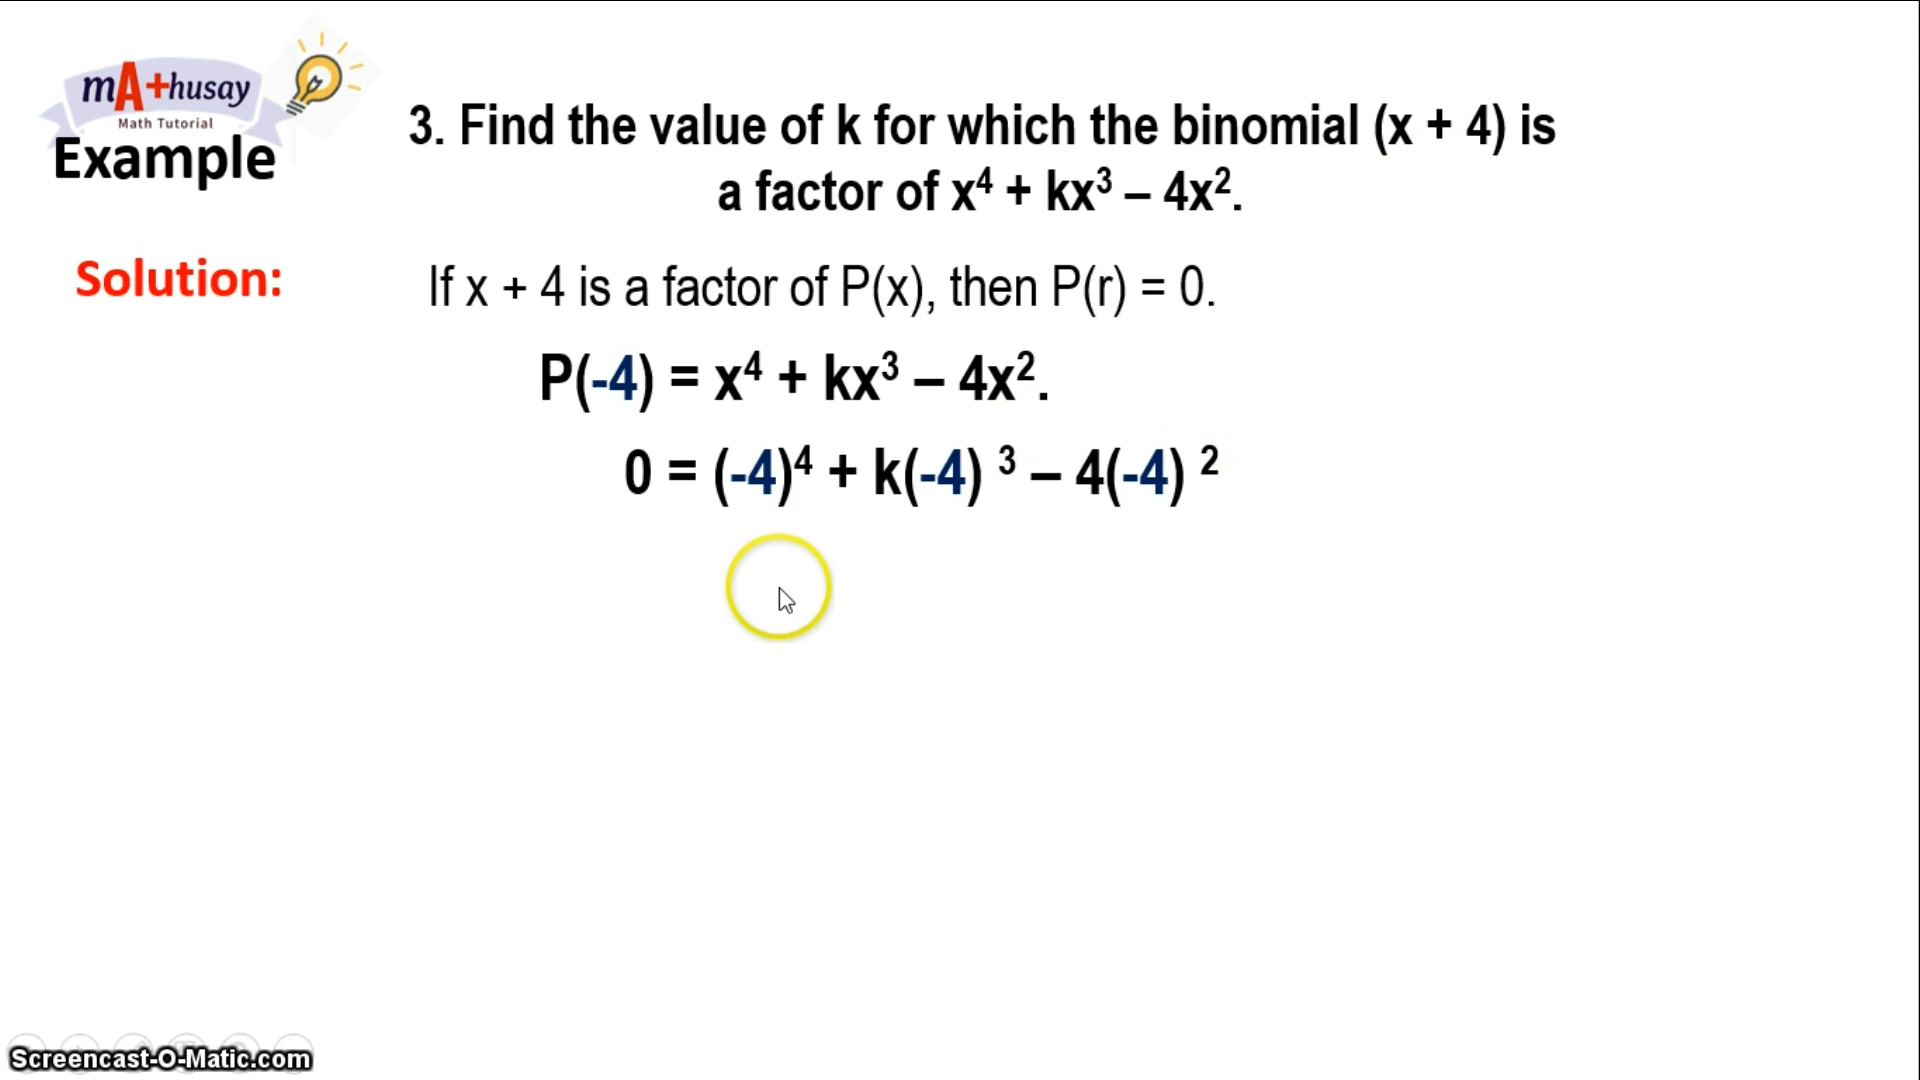 mA+husay
Math Tutorial
Example
3. Find the value of k for which the binomial (x + 4) is
a factor of x⁴ + kx³ – 4x².
Solution:
If x + 4 is a factor of P(x), then P(r) = 0.
P(-4) = x⁴ + kx³ – 4x².
0 = (-4)⁴ + k(-4) ³ – 4(-4) ²
Screencast-O-Matic.com